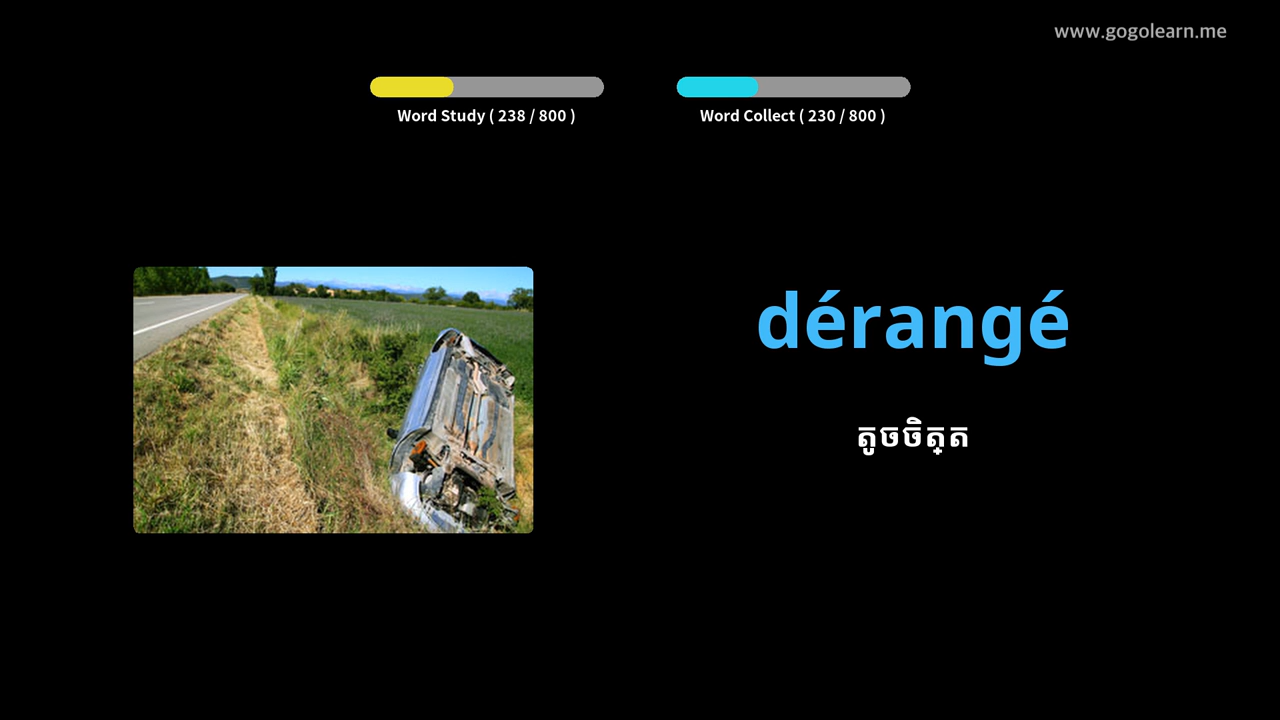 www.gogolearn.me
Word Study ( 238 / 800 )
Word Collect ( 230 / 800 )
dérangé
តូចចិត្ត